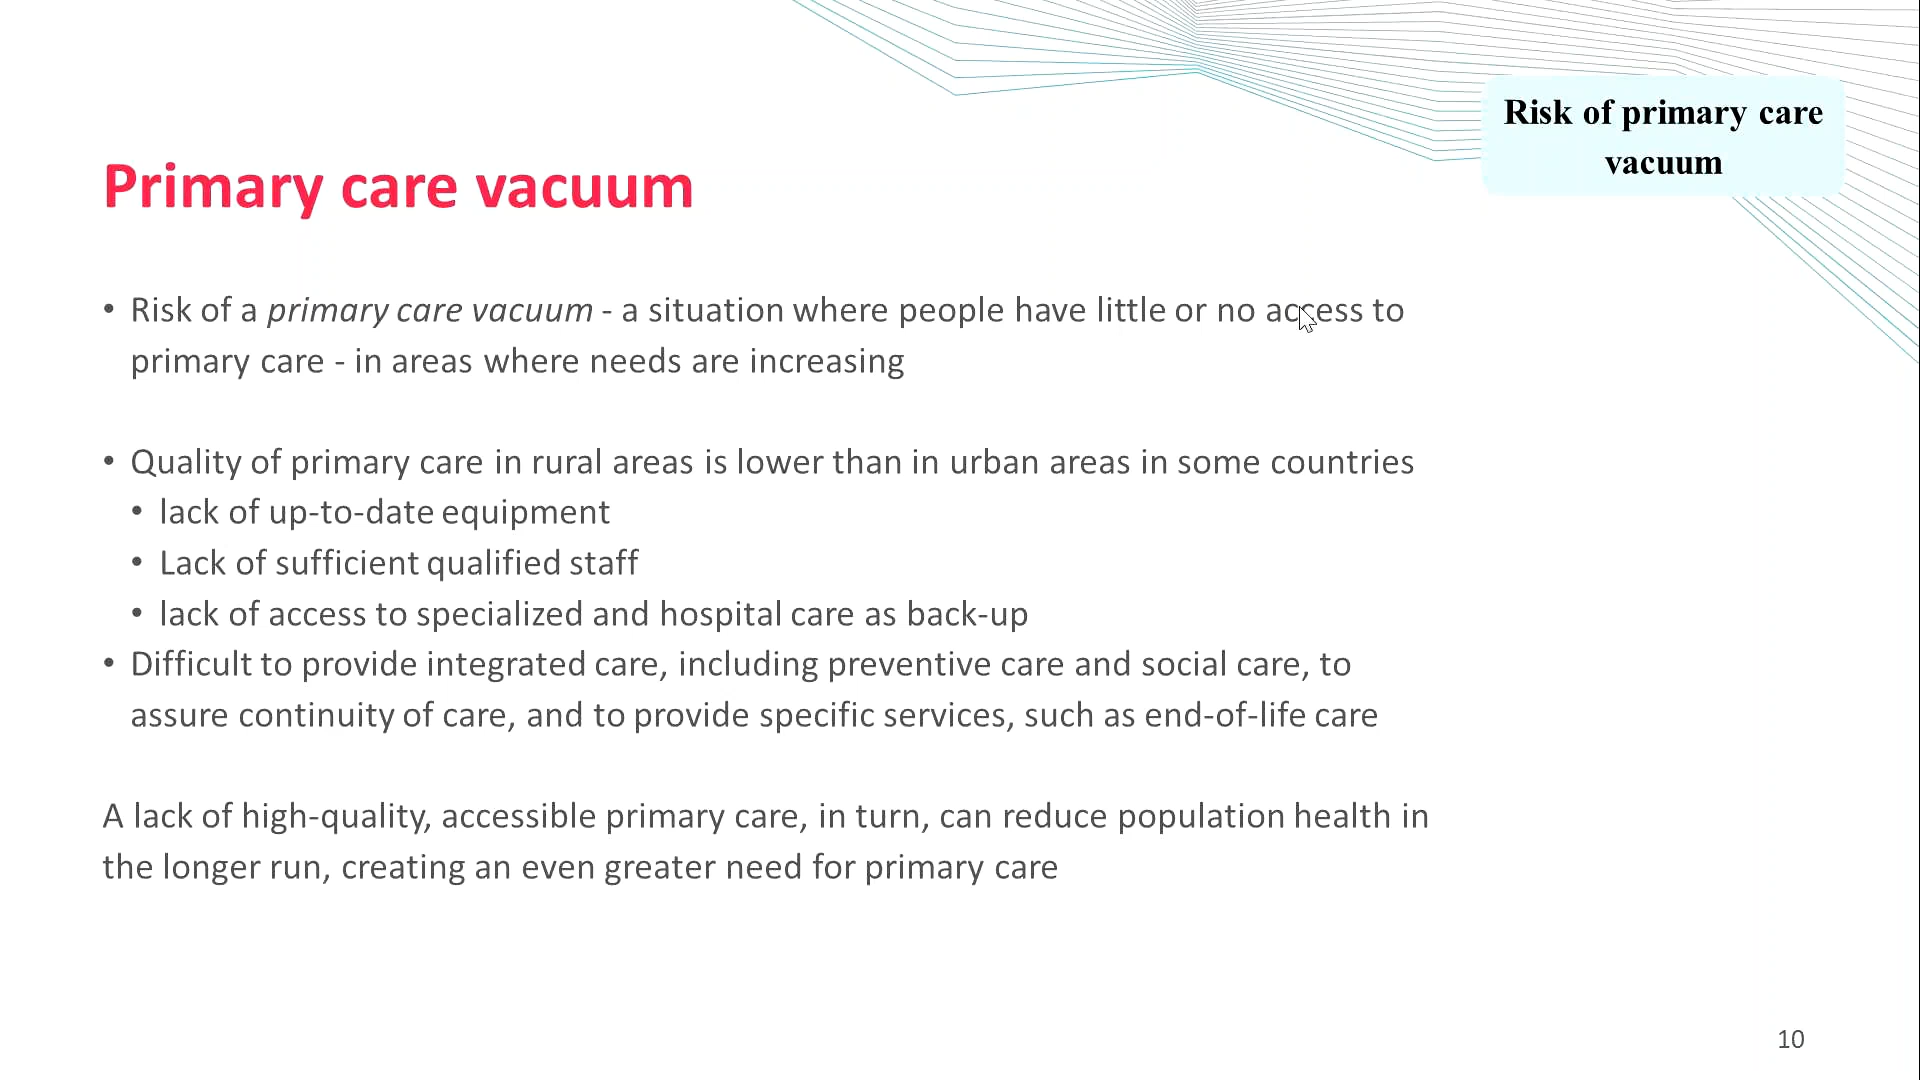 Risk of primary care
vacuum
Primary care vacuum
• Risk of a primary care vacuum - a situation where people have little or no access to
primary care - in areas where needs are increasing
• Quality of primary care in rural areas is lower than in urban areas in some countries
• lack of up-to-date equipment
• Lack of sufficient qualified staff
• lack of access to specialized and hospital care as back-up
• Difficult to provide integrated care, including preventive care and social care, to
assure continuity of care, and to provide specific services, such as end-of-life care
A lack of high-quality, accessible primary care, in turn, can reduce population health in
the longer run, creating an even greater need for primary care
10